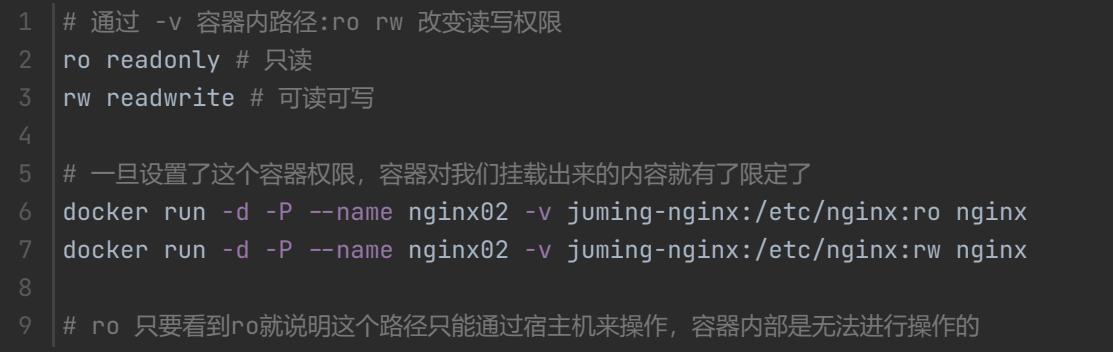 1 # 通过 -v 容器内路径:ro rw 改变读写权限
2 ro readonly # 只读
3 rw readwrite # 可读可写
4
5 # 一旦设置了这个容器权限，容器对我们挂载出来的内容就有了限定了
6 docker run -d -P --name nginx02 -v juming-nginx:/etc/nginx:ro nginx
7 docker run -d -P --name nginx02 -v juming-nginx:/etc/nginx:rw nginx
8
9 # ro 只要看到ro就说明这个路径只能通过宿主机来操作，容器内部是无法进行操作的